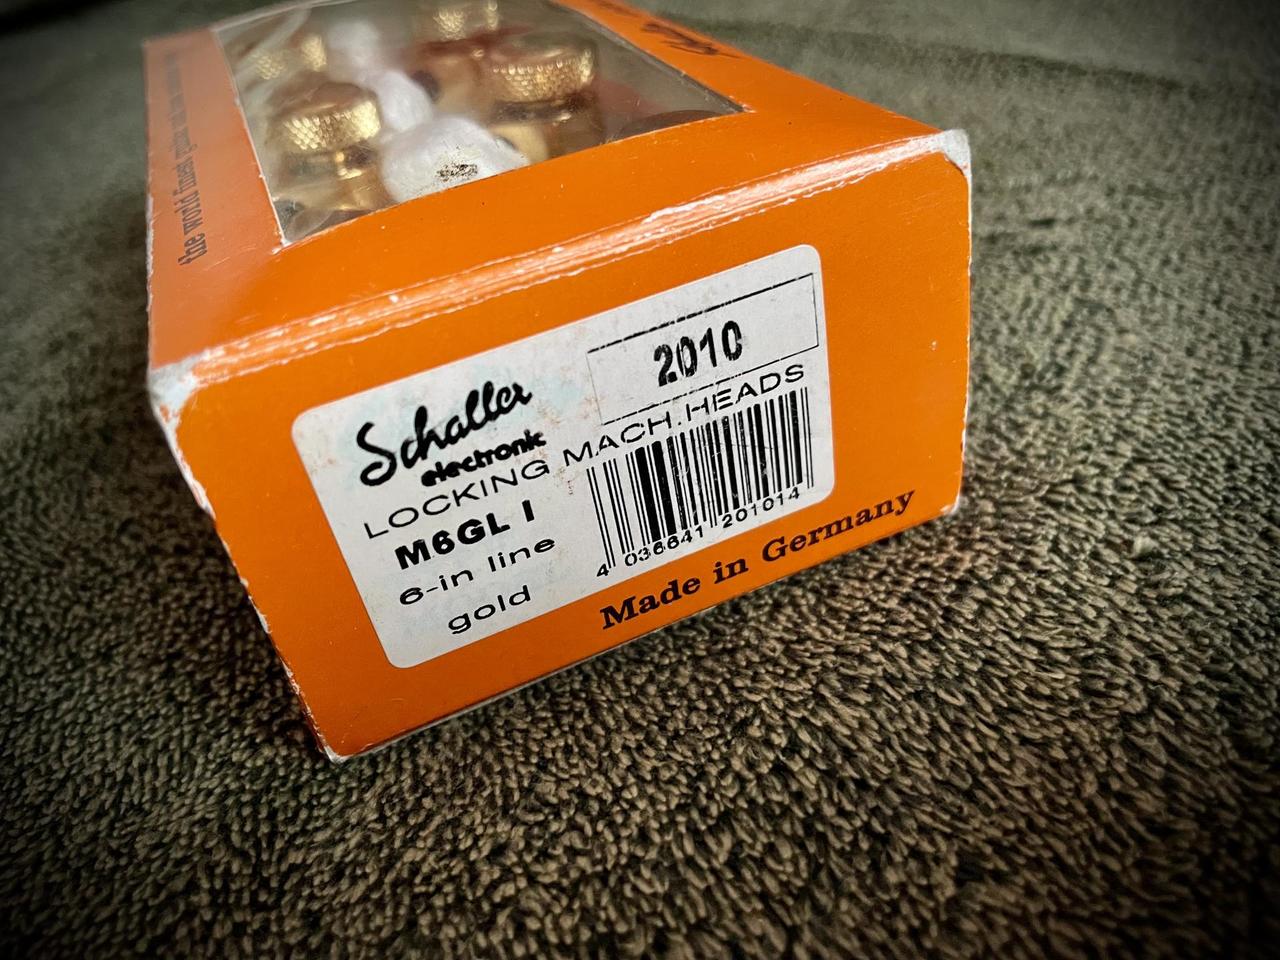 the world finest guitar
2010
Schaller
electronic
LOCKING MACH.HEADS
M6GL I
6-in line
gold
4 036641 201014
Made in Germany